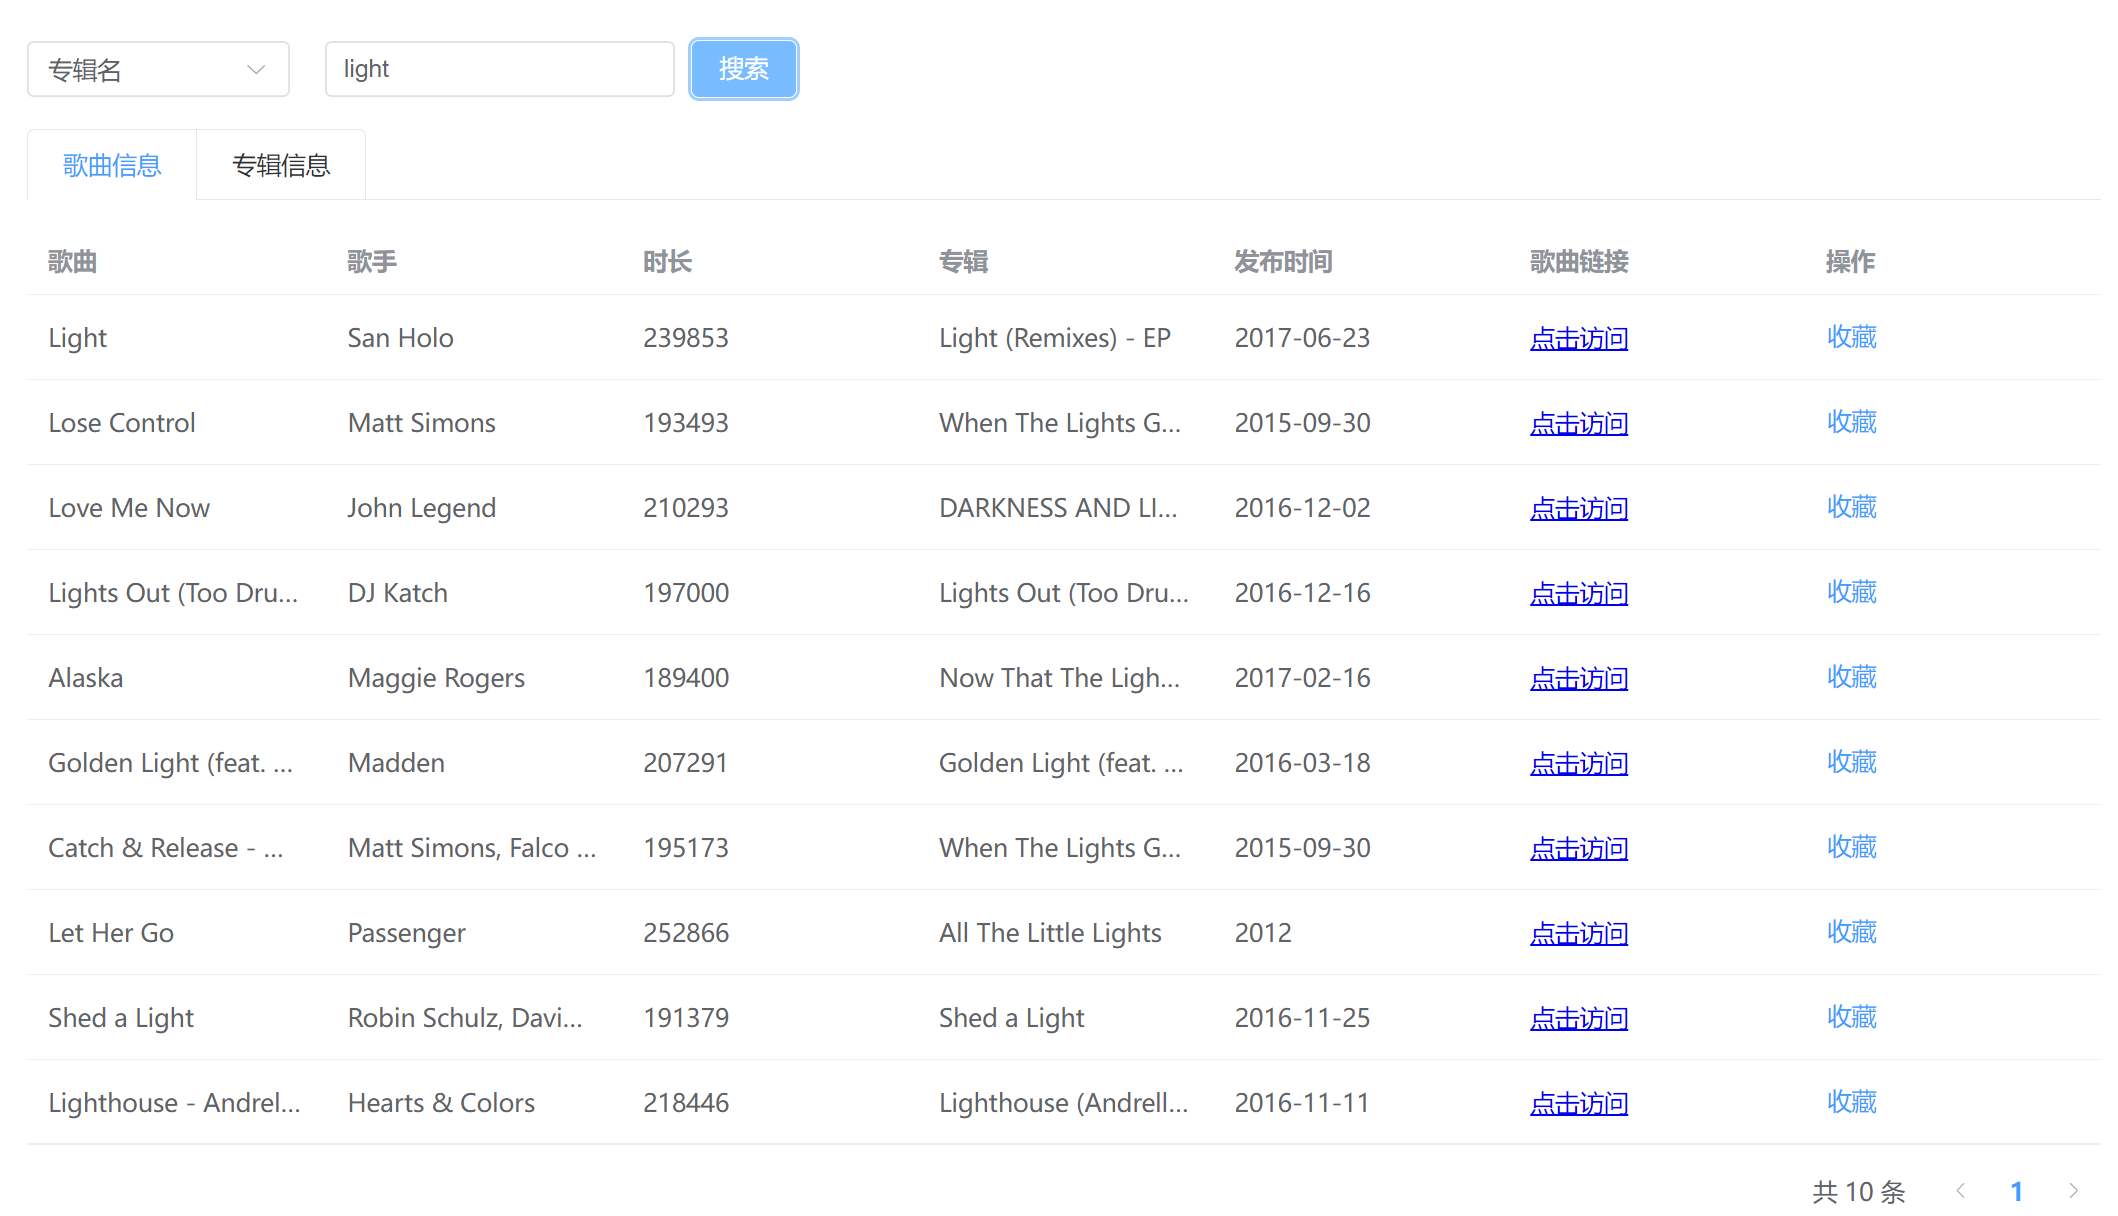 专辑名 light 搜索
歌曲信息 专辑信息
歌曲 歌手 时长 专辑 发布时间 歌曲链接 操作
Light San Holo 239853 Light (Remixes) - EP 2017-06-23 点击访问 收藏
Lose Control Matt Simons 193493 When The Lights G... 2015-09-30 点击访问 收藏
Love Me Now John Legend 210293 DARKNESS AND LI... 2016-12-02 点击访问 收藏
Lights Out (Too Dru... DJ Katch 197000 Lights Out (Too Dru... 2016-12-16 点击访问 收藏
Alaska Maggie Rogers 189400 Now That The Ligh... 2017-02-16 点击访问 收藏
Golden Light (feat. ... Madden 207291 Golden Light (feat. ... 2016-03-18 点击访问 收藏
Catch & Release - ... Matt Simons, Falco ... 195173 When The Lights G... 2015-09-30 点击访问 收藏
Let Her Go Passenger 252866 All The Little Lights 2012 点击访问 收藏
Shed a Light Robin Schulz, Davi... 191379 Shed a Light 2016-11-25 点击访问 收藏
Lighthouse - Andrel... Hearts & Colors 218446 Lighthouse (Andrell... 2016-11-11 点击访问 收藏
共 10 条 1